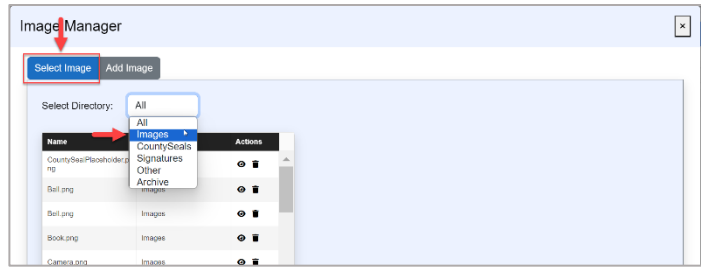 Image Manager
×
Select Image
Add Image
Select Directory:
All
All
Images
CountySeals
Signatures
Other
Archive
Name
Actions
CountySealPlaceholder.p
ng
Ball.png
Images
Bell.png
Images
Book.png
Images
Camera.png
Images